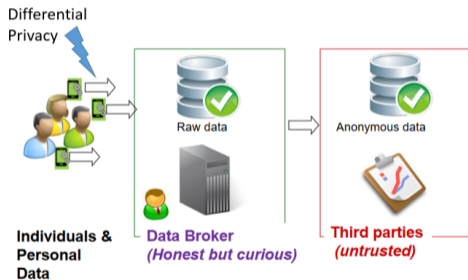 Differential
Privacy
Raw data
Anonymous data
Individuals &
Personal
Data
Data Broker
(Honest but curious)
Third parties
(untrusted)